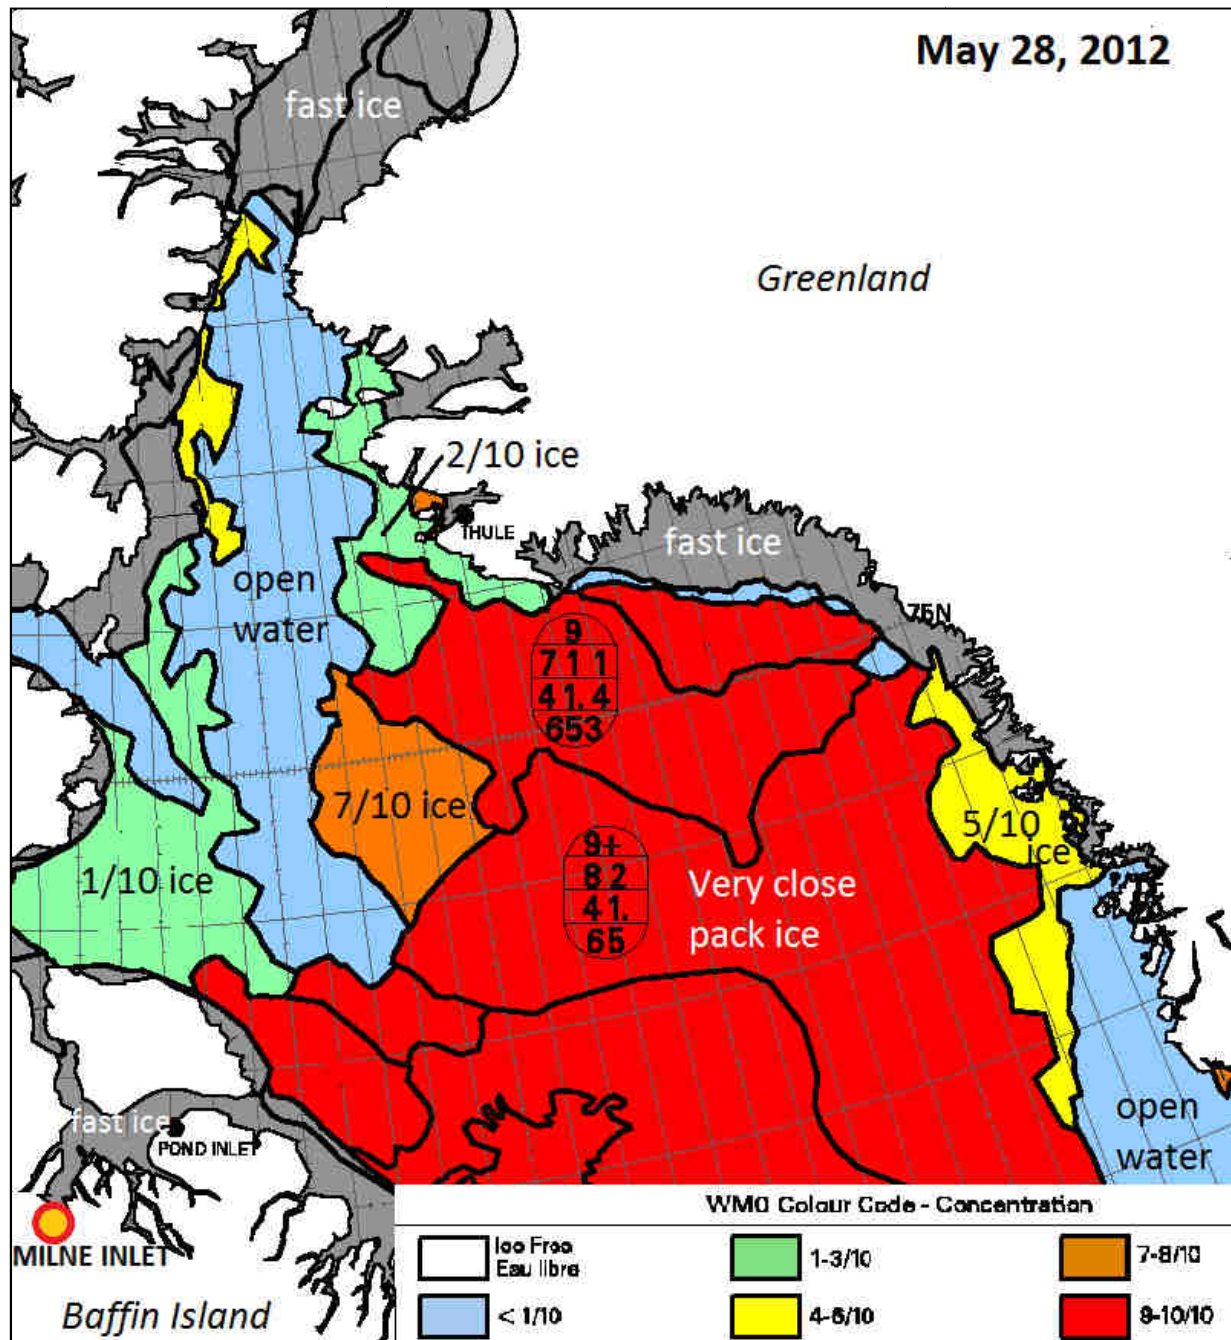 May 28, 2012
fast ice
Greenland
2/10 ice
THULE
fast ice
open
water
75N
9
7 1 1
4 1. 4
653
7/10 ice
5/10
ice
1/10 ice
9+
8 2
4 1.
65
Very close
pack ice
open
water
fast ice
POND INLET
MILNE INLET
Baffin Island
WMO Colour Code - Concentration
Ice Free
Eau libre
1-3/10
7-8/10
< 1/10
4-6/10
9-10/10